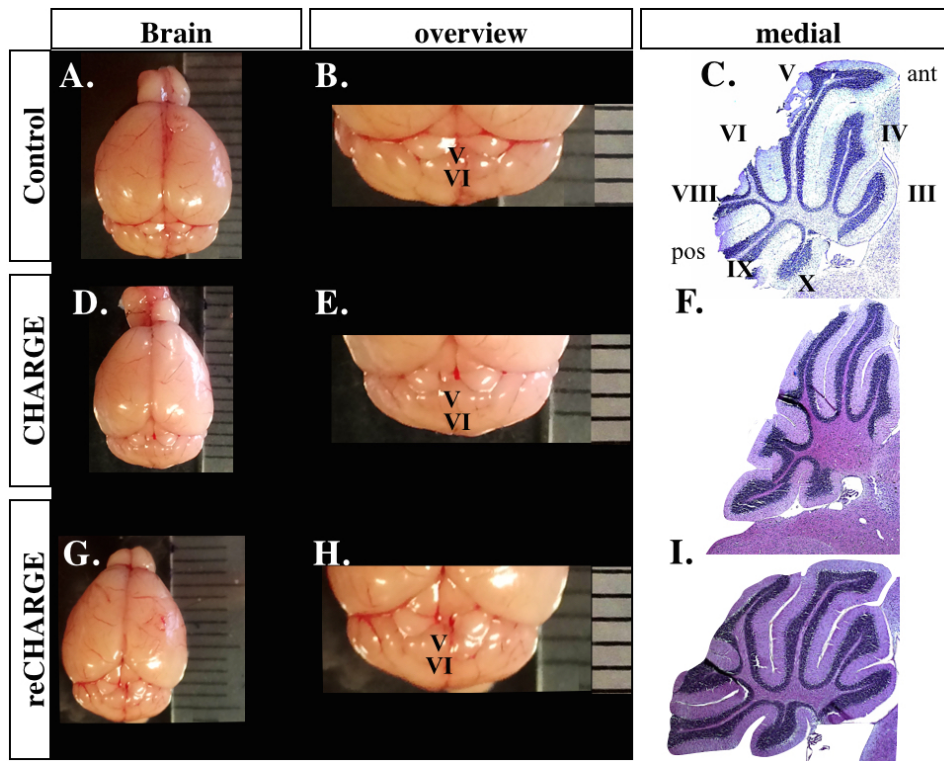 Brain
overview
medial
Control
A.
B.
V
VI
C.
V
ant
VI
IV
VIII
III
pos
IX
X
CHARGE
D.
E.
V
VI
F.
reCHARGE
G.
H.
V
VI
I.